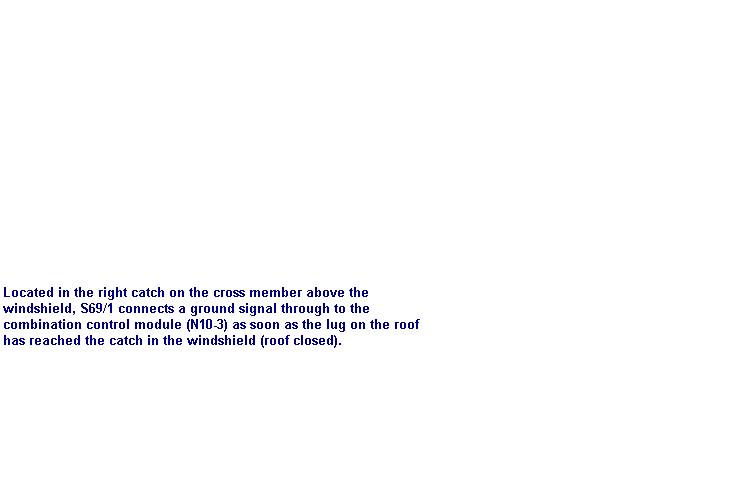 Located in the right catch on the cross member above the
windshield, S69/1 connects a ground signal through to the
combination control module (N10-3) as soon as the lug on the roof
has reached the catch in the windshield (roof closed).